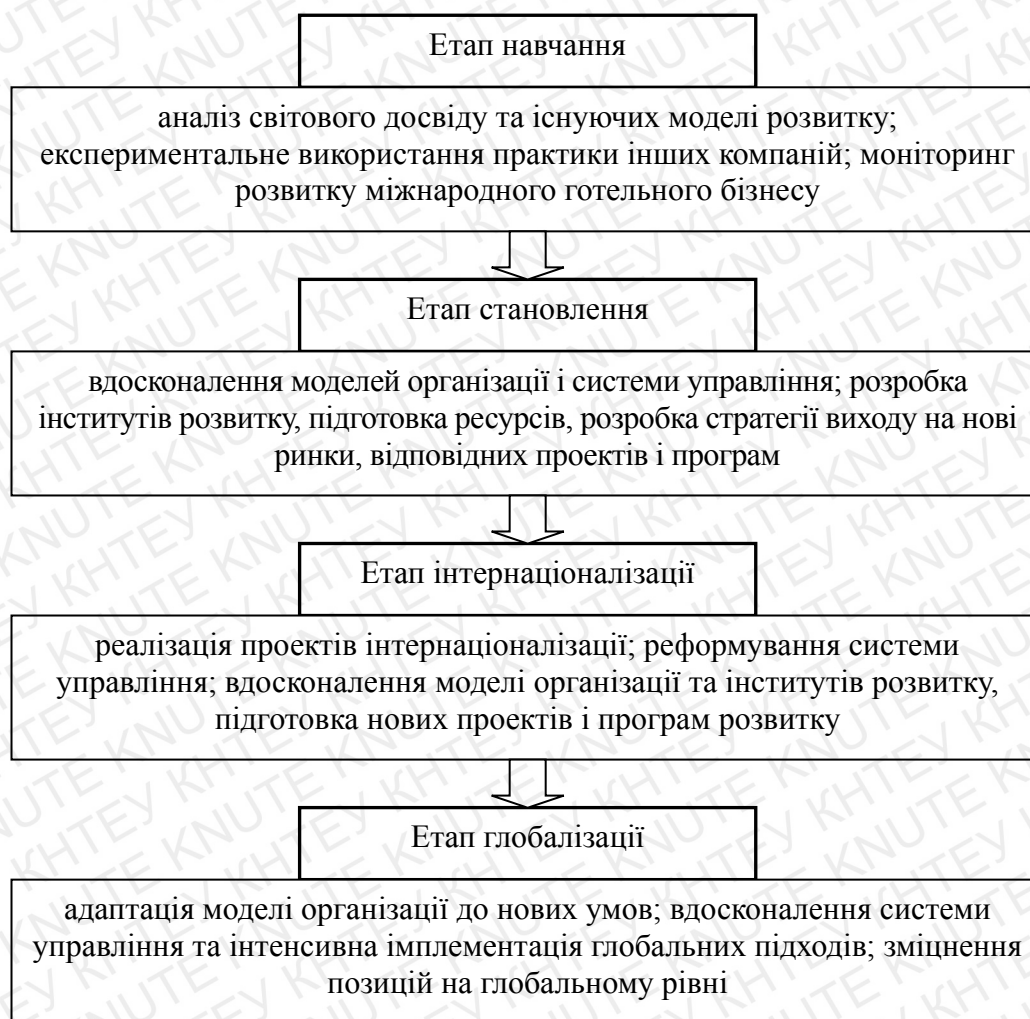 Етап навчання
аналіз світового досвіду та існуючих моделі розвитку;
експериментальне використання практики інших компаній; моніторинг
розвитку міжнародного готельного бізнесу
Етап становлення
вдосконалення моделей організації і системи управління; розробка
інститутів розвитку, підготовка ресурсів, розробка стратегії виходу на нові
ринки, відповідних проектів і програм
Етап інтернаціоналізації
реалізація проектів інтернаціоналізації; реформування системи
управління; вдосконалення моделі організації та інститутів розвитку,
підготовка нових проектів і програм розвитку
Етап глобалізації
адаптація моделі організації до нових умов; вдосконалення системи
управління та інтенсивна імплементація глобальних підходів; зміцнення
позицій на глобальному рівні